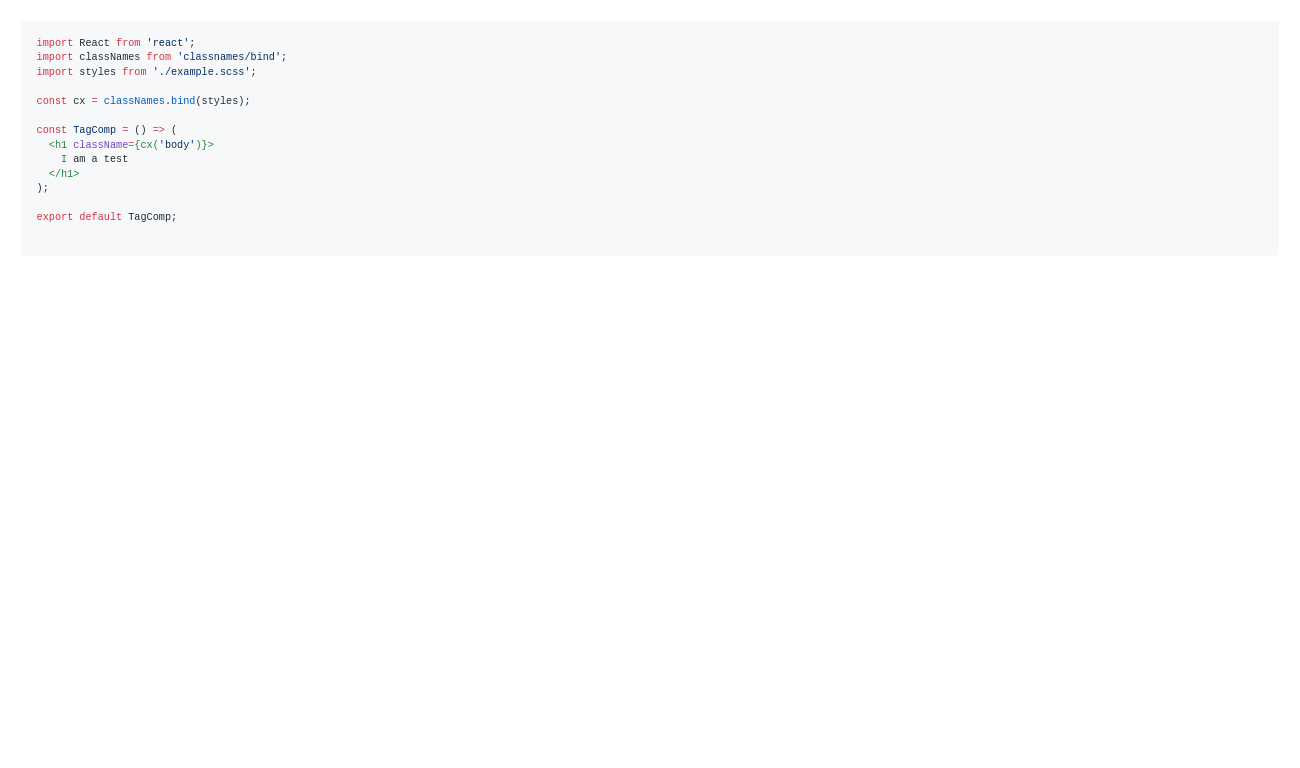 import React from 'react';
import classNames from 'classnames/bind';
import styles from './example.scss';

const cx = classNames.bind(styles);

const TagComp = () => (
  <h1 className={cx('body')}>
    I am a test
  </h1>
);

export default TagComp;